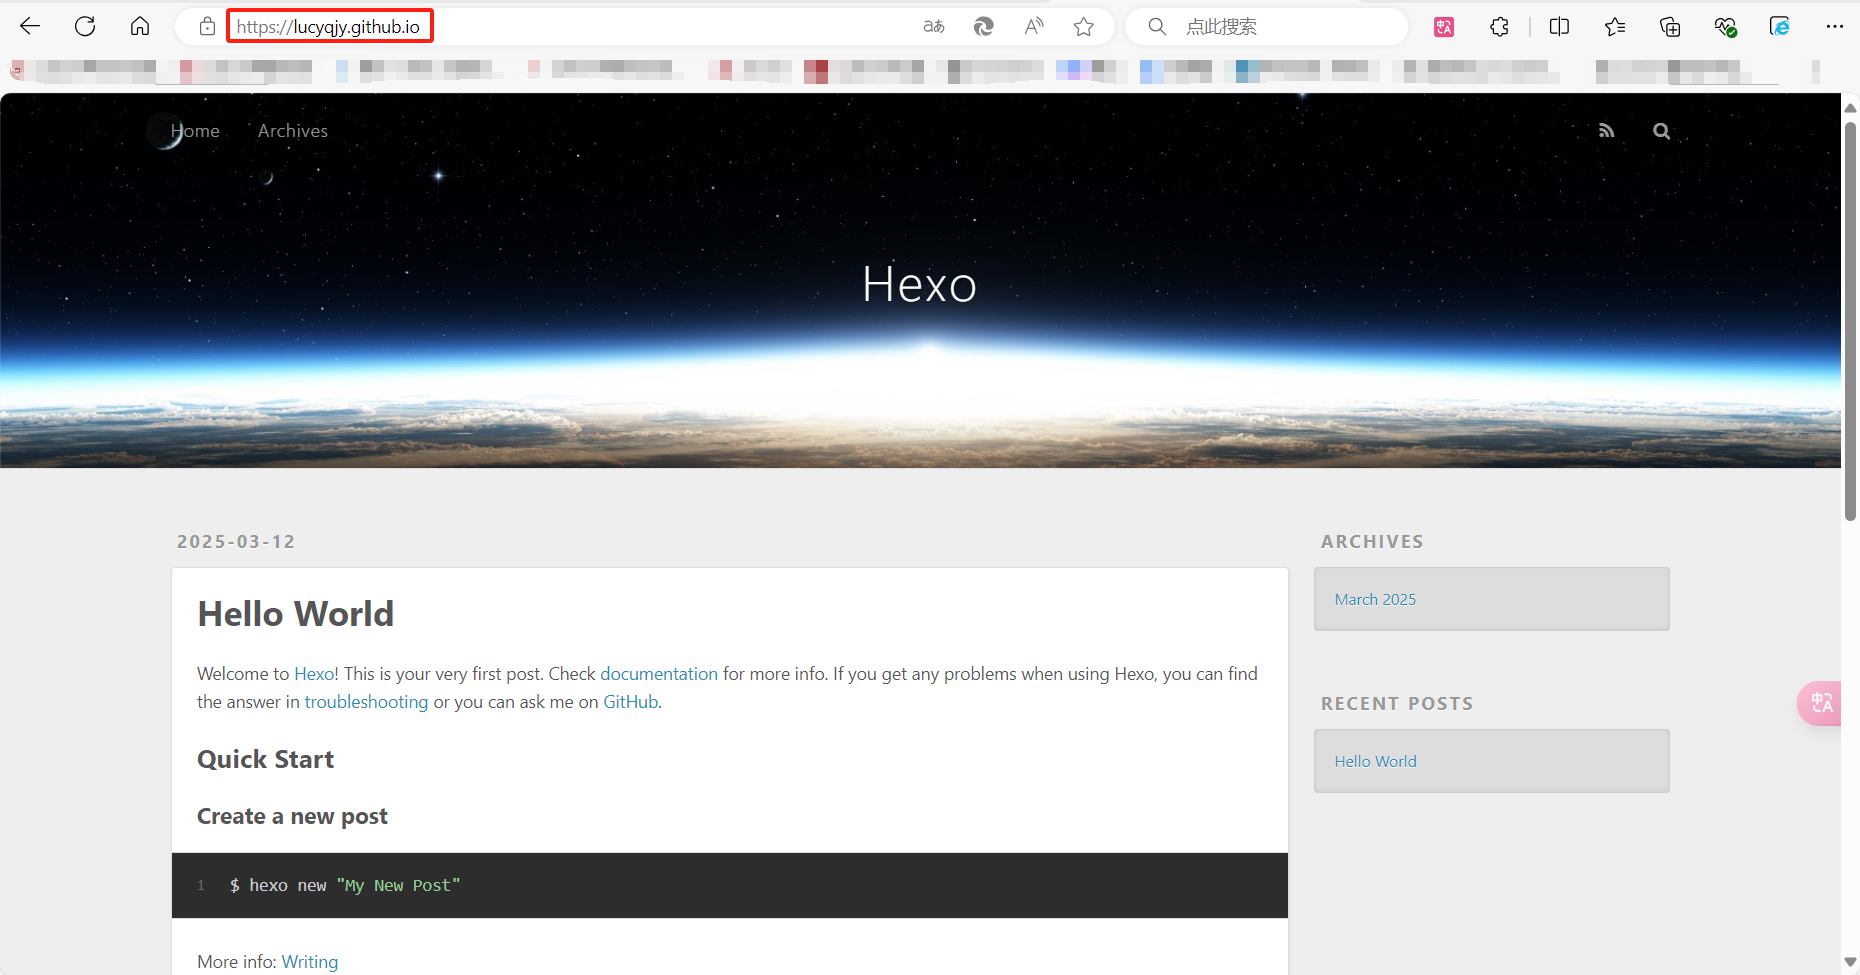 https://lucyqjy.github.io
aあ
A
点此搜索
Home
Archives
Hexo
2025-03-12
Hello World
Welcome to Hexo! This is your very first post. Check documentation for more info. If you get any problems when using Hexo, you can find
the answer in troubleshooting or you can ask me on GitHub.
Quick Start
Create a new post
1 $ hexo new "My New Post"
More info: Writing
ARCHIVES
March 2025
RECENT POSTS
Hello World